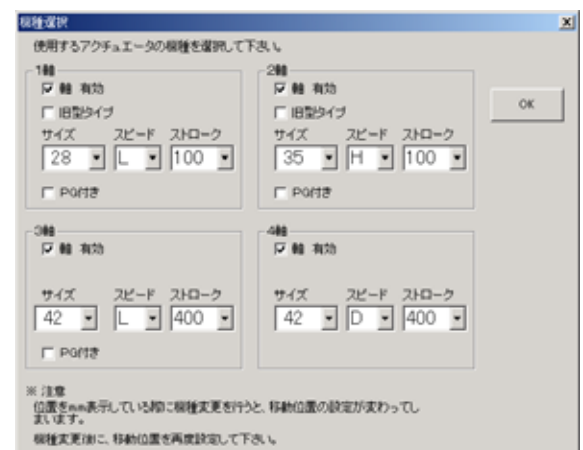 機種選択
使用するアクチュエータの機種を選択して下さい。
1軸
軸 有効
旧型タイプ
サイズ スピード ストローク
28 L 100
PG付き
2軸
軸 有効
旧型タイプ
サイズ スピード ストローク
35 H 100
PG付き
OK
3軸
軸 有効
サイズ スピード ストローク
42 L 400
PG付き
4軸
軸 有効
サイズ スピード ストローク
42 D 400
※ 注意
位置をmm表示している際に機種変更を行うと、移動位置の設定が変わってし
まいます。
機種変更後に、移動位置を再度設定して下さい。